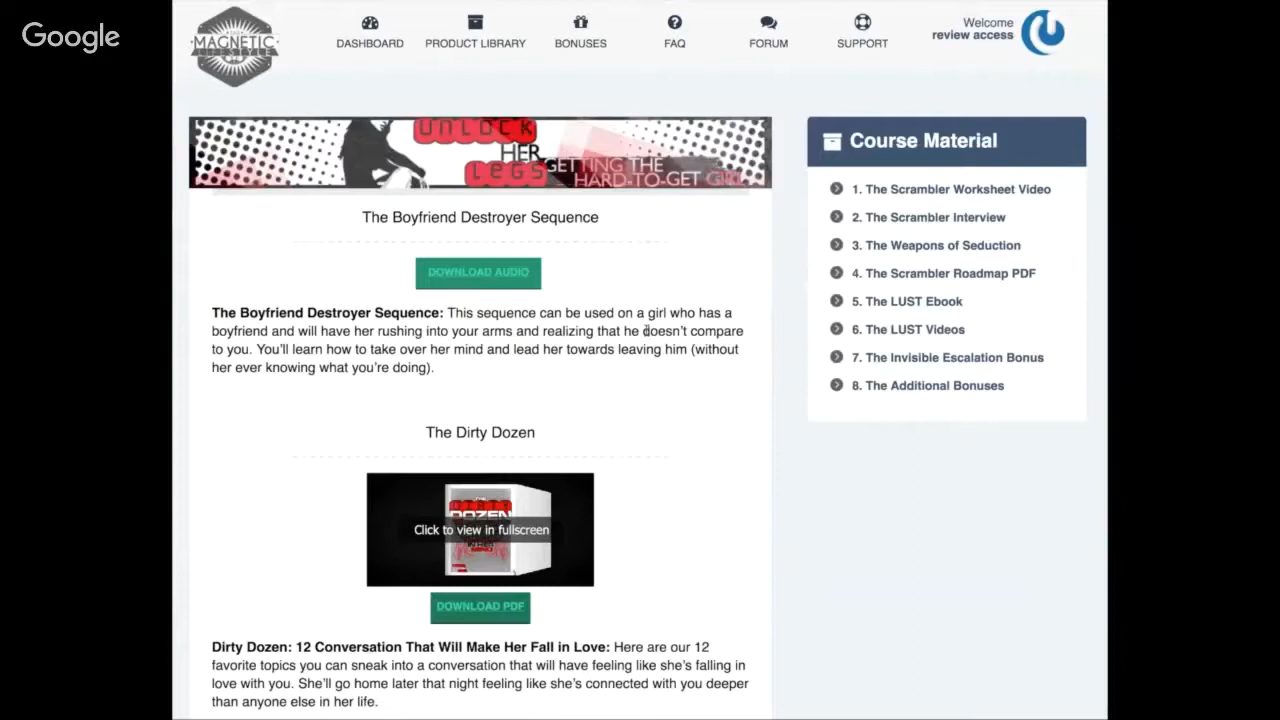 Google
MAGNETIC
LIFESTYLE
DASHBOARD
PRODUCT LIBRARY
BONUSES
FAQ
FORUM
SUPPORT
Welcome
review access
UNLOCK
HER
LEGS
GETTING THE
HARD-TO-GET GIRL
The Boyfriend Destroyer Sequence
DOWNLOAD AUDIO
The Boyfriend Destroyer Sequence: This sequence can be used on a girl who has a
boyfriend and will have her rushing into your arms and realizing that he doesn't compare
to you. You'll learn how to take over her mind and lead her towards leaving him (without
her ever knowing what you're doing).
The Dirty Dozen
THE
DIRTY
DOZEN
Click to view in fullscreen
DOWNLOAD PDF
Dirty Dozen: 12 Conversation That Will Make Her Fall in Love: Here are our 12
favorite topics you can sneak into a conversation that will have feeling like she's falling in
love with you. She'll go home later that night feeling like she's connected with you deeper
than anyone else in her life.
Course Material
1. The Scrambler Worksheet Video
2. The Scrambler Interview
3. The Weapons of Seduction
4. The Scrambler Roadmap PDF
5. The LUST Ebook
6. The LUST Videos
7. The Invisible Escalation Bonus
8. The Additional Bonuses